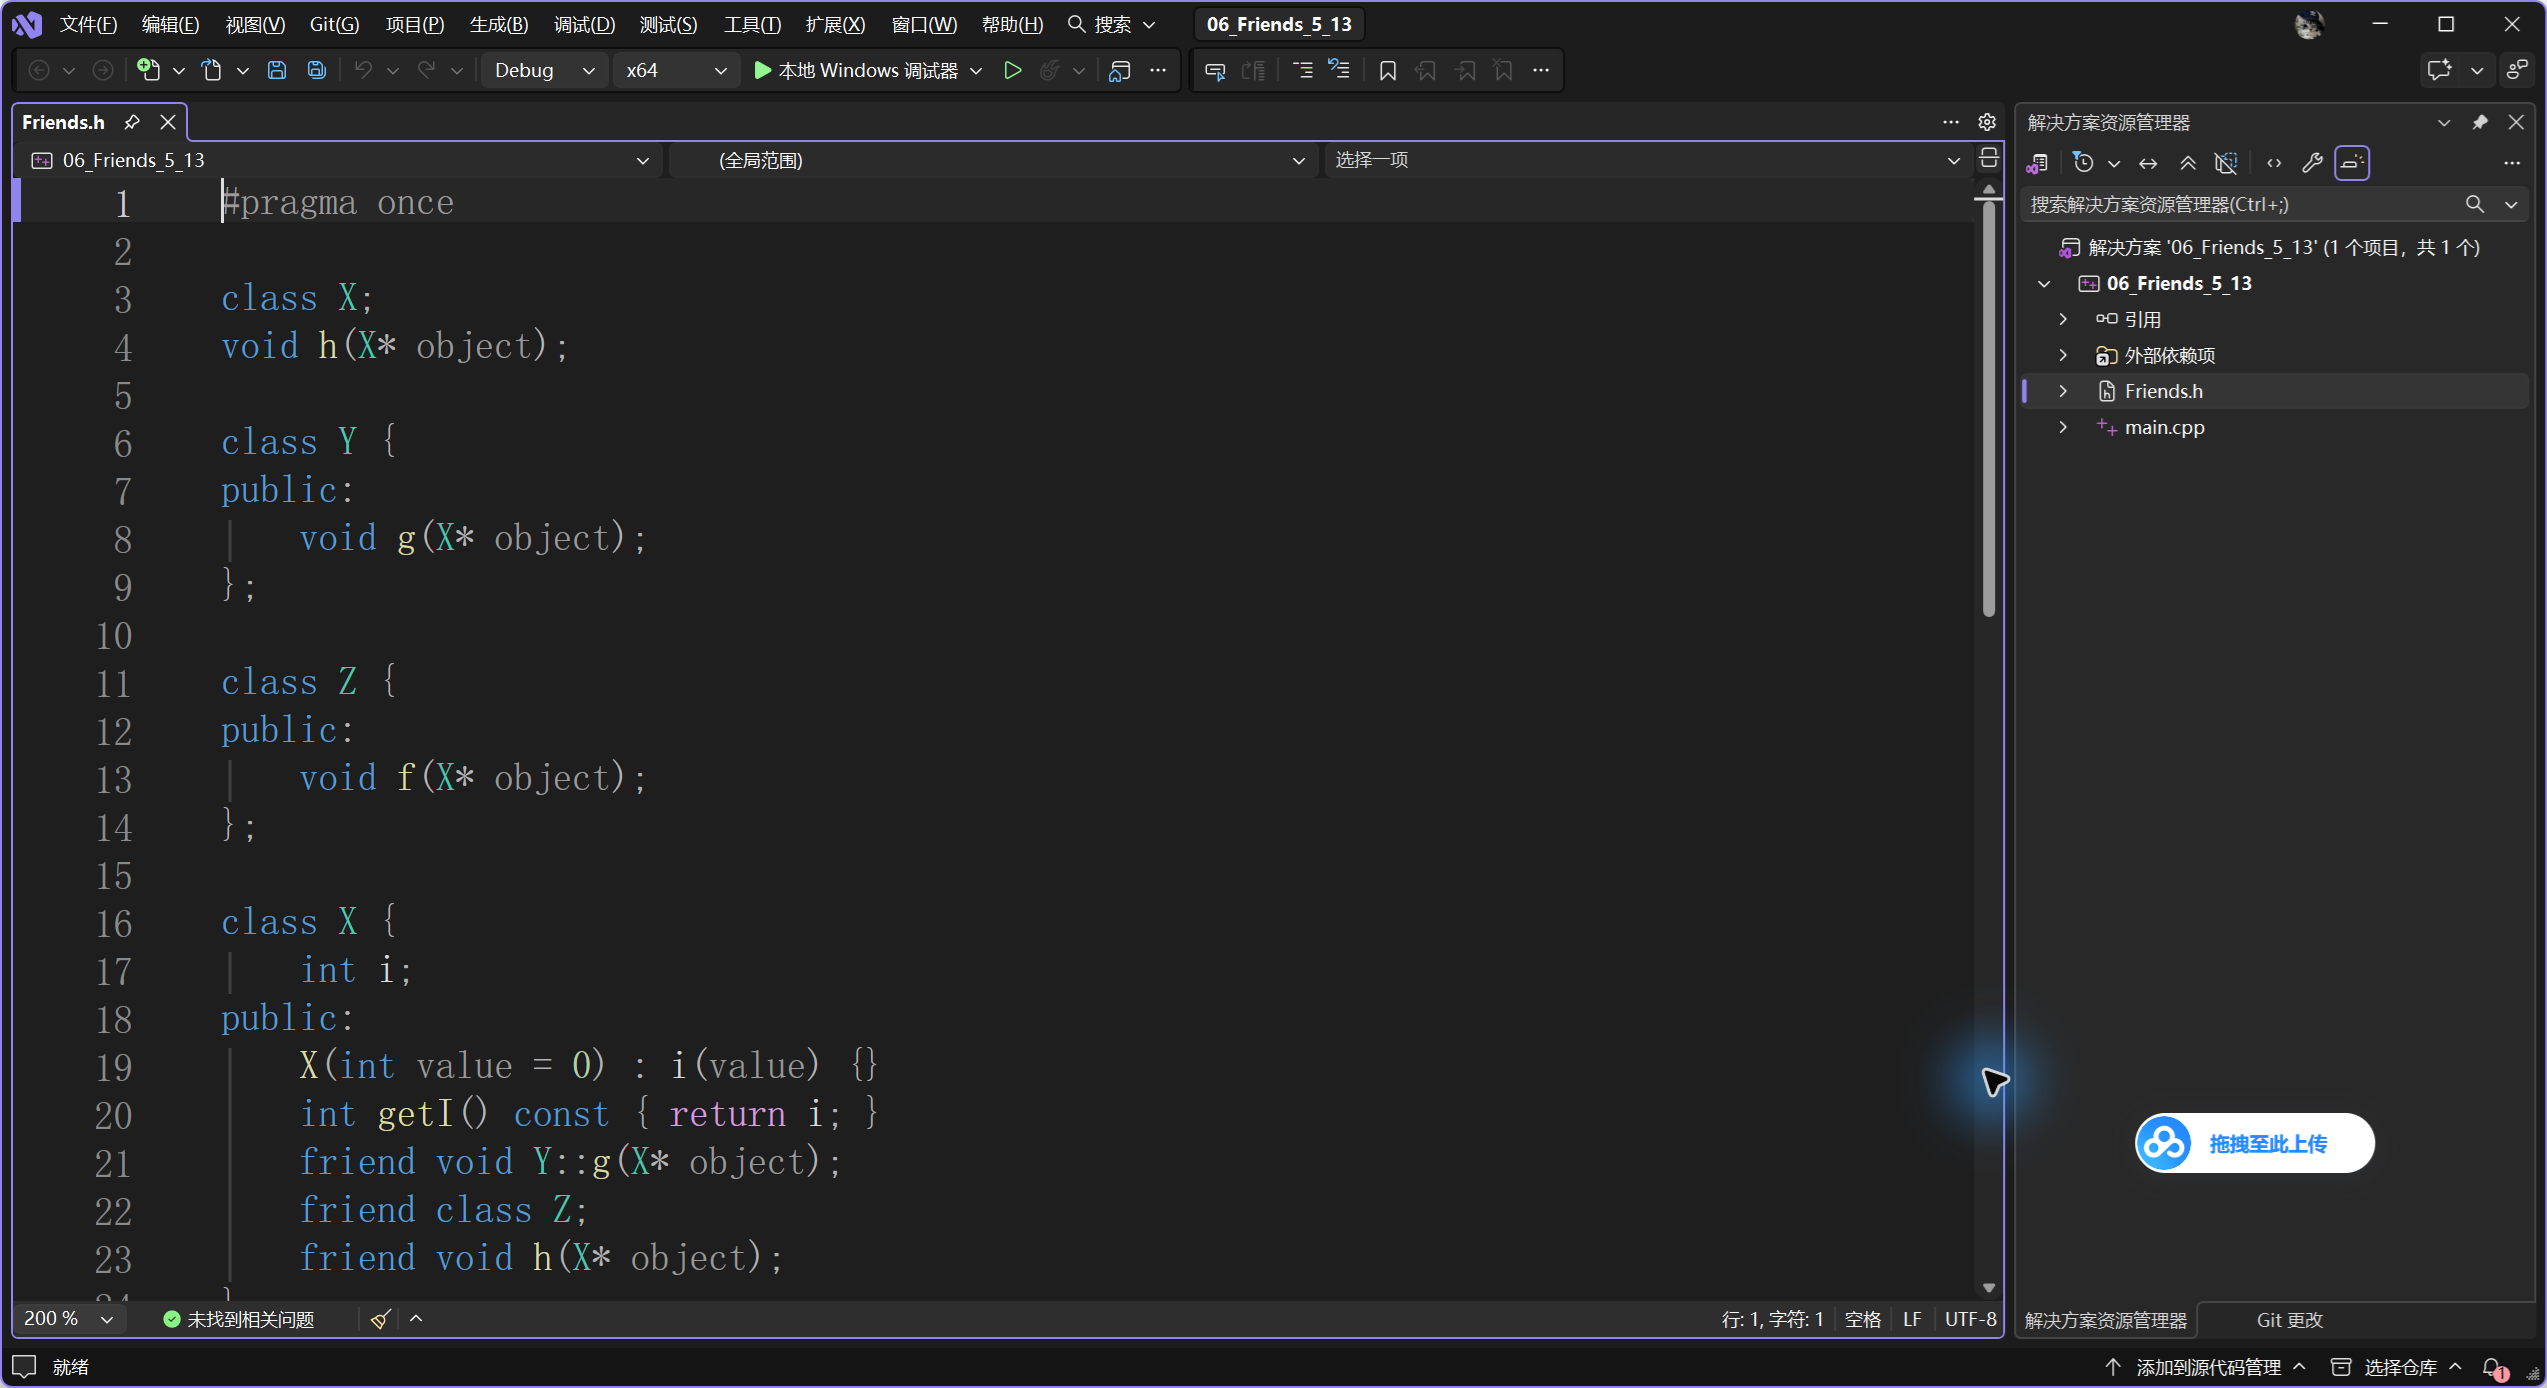 文件(F) 编辑(E) 视图(V) Git(G) 项目(P) 生成(B) 调试(D) 测试(S) 工具(T) 扩展(X) 窗口(W) 帮助(H) 搜索 06_Friends_5_13
Debug x64 本地 Windows 调试器
Friends.h
06_Friends_5_13 (全局范围) 选择一项
1 #pragma once
2
3 class X;
4 void h(X* object);
5
6 class Y {
7 public:
8 void g(X* object);
9 };
10
11 class Z {
12 public:
13 void f(X* object);
14 };
15
16 class X {
17 int i;
18 public:
19 X(int value = 0) : i(value) {}
20 int getI() const { return i; }
21 friend void Y::g(X* object);
22 friend class Z;
23 friend void h(X* object);
200 % 未找到相关问题 行: 1, 字符: 1 空格 LF UTF-8
解决方案资源管理器
搜索解决方案资源管理器(Ctrl+;)
解决方案 '06_Friends_5_13' (1 个项目，共 1 个)
06_Friends_5_13
引用
外部依赖项
Friends.h
main.cpp
拖拽至此上传
解决方案资源管理器 Git 更改
就绪 添加到源代码管理 选择仓库 1